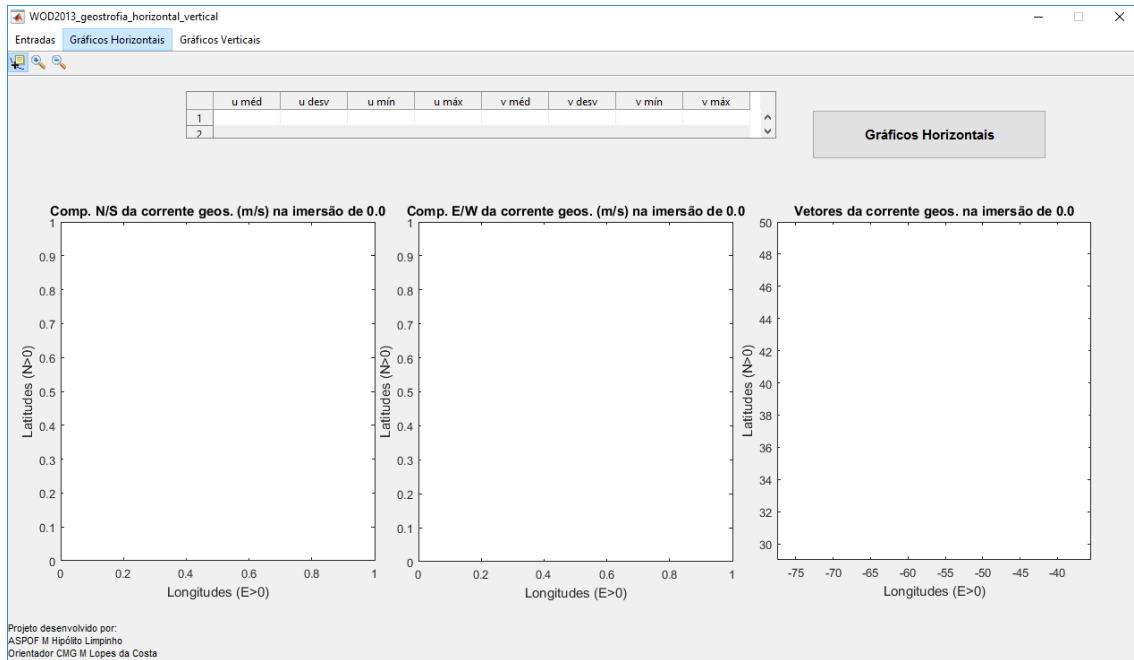 WOD2013_geostrofia_horizontal_vertical
Entradas Gráficos Horizontais Gráficos Verticais
u méd u desv u mín u máx v méd v desv v mín v máx
1
2
Gráficos Horizontais
Comp. N/S da corrente geos. (m/s) na imersão de 0.0
1
0.9
0.8
0.7
0.6
0.5
0.4
0.3
0.2
0.1
0
Latitudes (N>0)
0 0.2 0.4 0.6 0.8 1
Longitudes (E>0)
Comp. E/W da corrente geos. (m/s) na imersão de 0.0
1
0.9
0.8
0.7
0.6
0.5
0.4
0.3
0.2
0.1
0
Latitudes (N>0)
0 0.2 0.4 0.6 0.8 1
Longitudes (E>0)
Vetores da corrente geos. na imersão de 0.0
50
48
46
44
42
40
38
36
34
32
30
Latitudes (N>0)
-75 -70 -65 -60 -55 -50 -45 -40
Longitudes (E>0)
Projeto desenvolvido por:
ASPOF M Hipólito Limpinho
Orientador CMG M Lopes da Costa